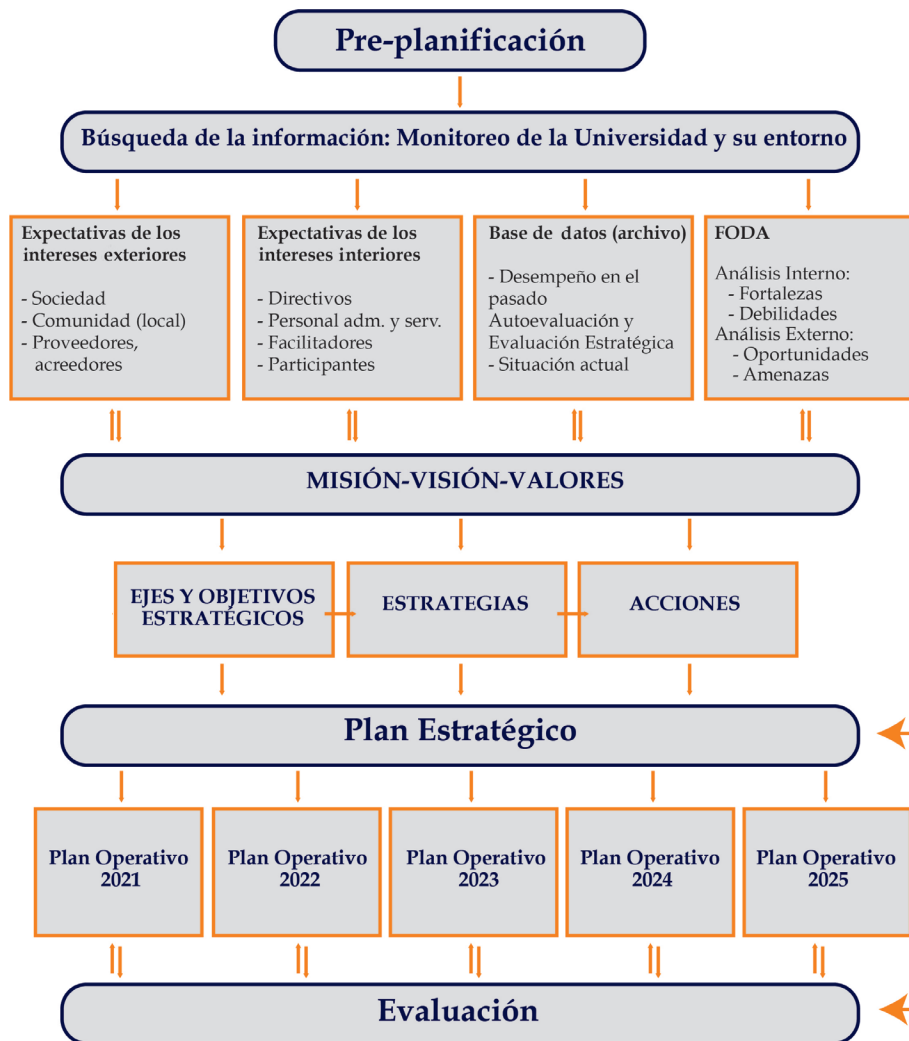 Pre-planificación
Búsqueda de la información: Monitoreo de la Universidad y su entorno
Expectativas de los
intereses exteriores
- Sociedad
- Comunidad (local)
- Proveedores,
acreedores
Expectativas de los
intereses interiores
- Directivos
- Personal adm. y serv.
- Facilitadores
- Participantes
Base de datos (archivo)
- Desempeño en el
pasado
Autoevaluación y
Evaluación Estratégica
- Situación actual
FODA
Análisis Interno:
- Fortalezas
- Debilidades
Análisis Externo:
- Oportunidades
- Amenazas
MISIÓN-VISIÓN-VALORES
EJES Y OBJETIVOS
ESTRATÉGICOS
ESTRATEGIAS
ACCIONES
Plan Estratégico
Plan Operativo
2021
Plan Operativo
2022
Plan Operativo
2023
Plan Operativo
2024
Plan Operativo
2025
Evaluación